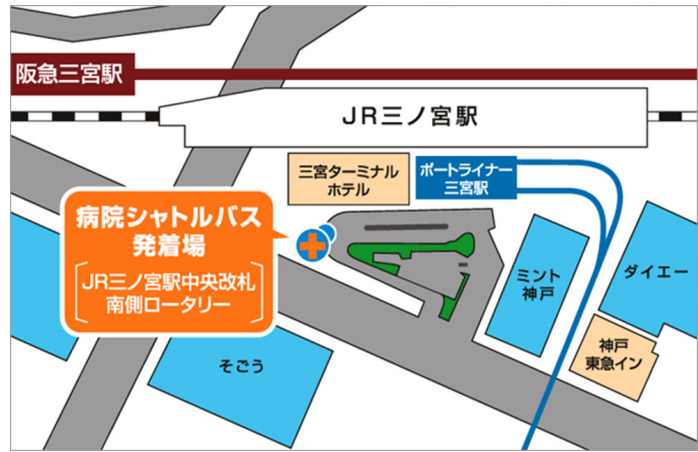 阪急三宮駅
JR三ノ宮駅
三宮ターミナル
ホテル
ポートライナー
三宮駅
病院シャトルバス
発着場
JR三ノ宮駅中央改札
南側ロータリー
ミント
神戸
ダイエー
神戸
東急イン
そごう